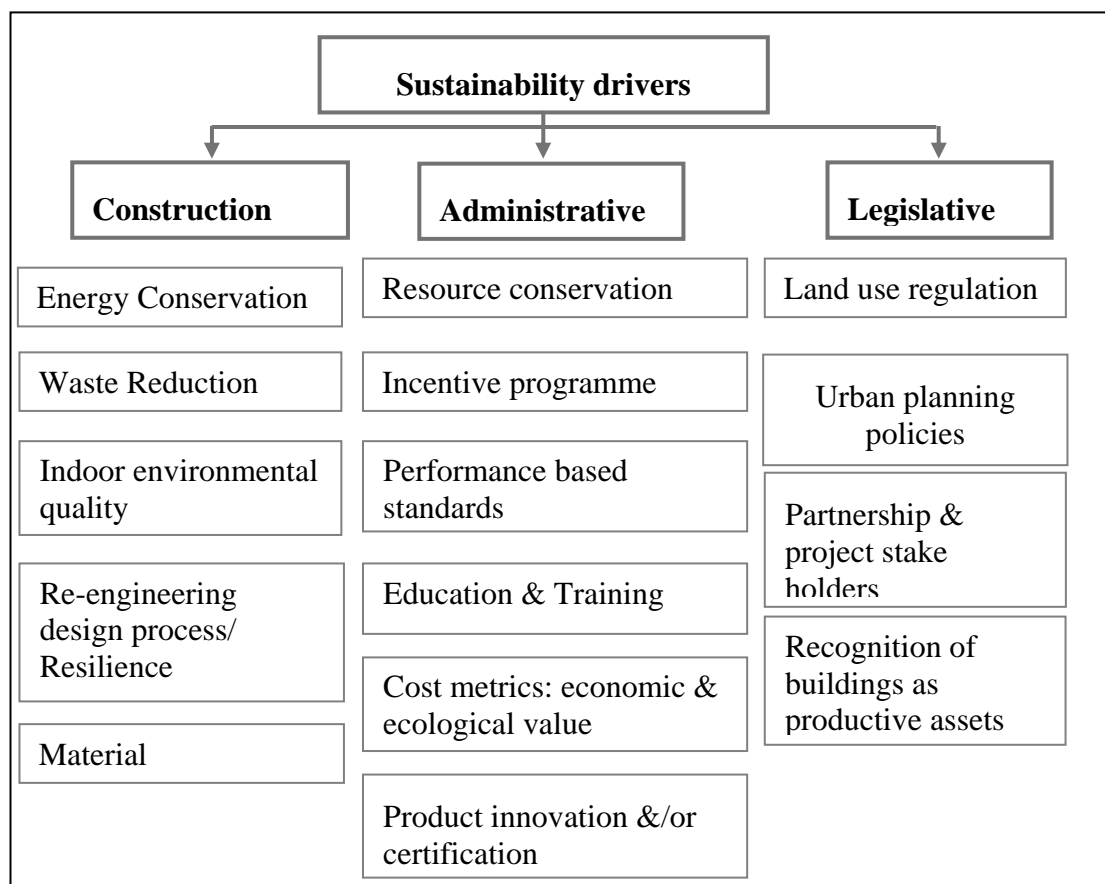 Sustainability drivers
Construction
Administrative
Legislative
Energy Conservation
Waste Reduction
Indoor environmental
quality
Re-engineering
design process/
Resilience
Material
Resource conservation
Incentive programme
Performance based
standards
Education & Training
Cost metrics: economic &
ecological value
Product innovation &/or
certification
Land use regulation
Urban planning
policies
Partnership &
project stake
holders
Recognition of
buildings as
productive assets